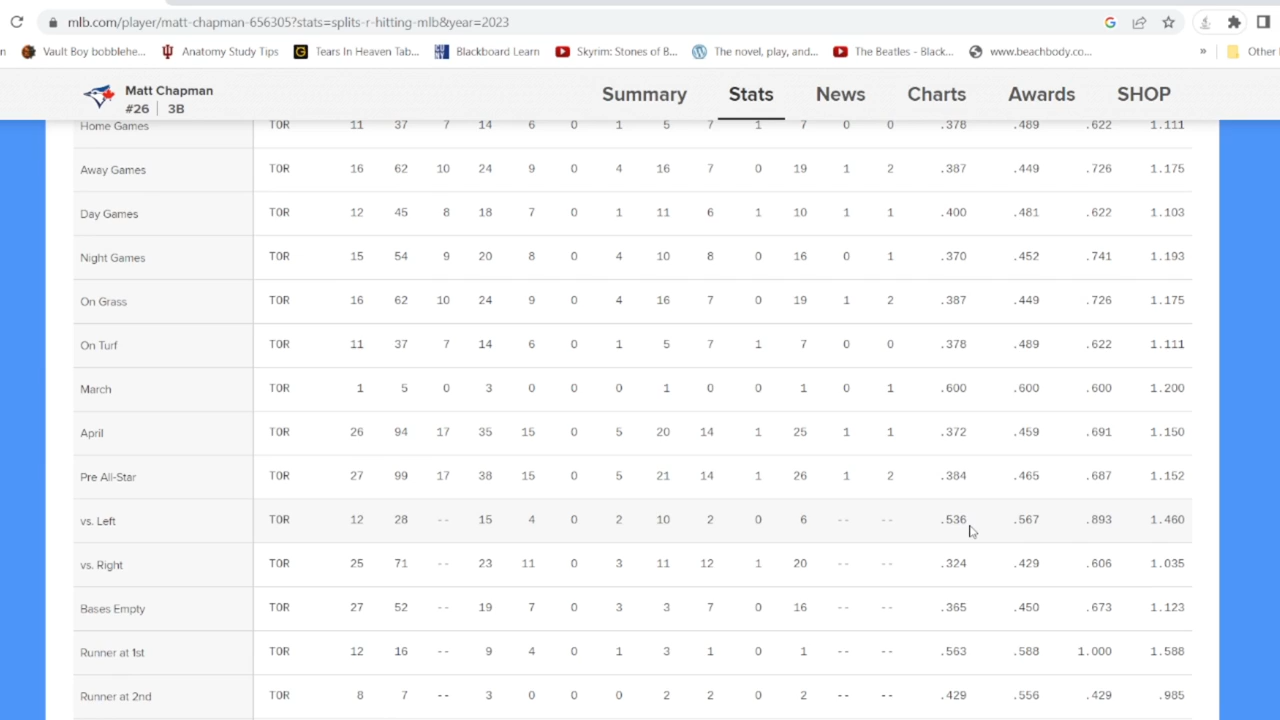 mlb.com/player/matt-chapman-656305?stats=splits-r-hitting-mlb&year=2023
n Vault Boy bobblehe... Anatomy Study Tips Tears In Heaven Tab... Blackboard Learn Skyrim: Stones of B... The novel, play, and... The Beatles - Black... www.beachbody.co... » Other
Matt Chapman
#26 | 3B
Summary Stats News Charts Awards SHOP
Home Games TOR 11 37 7 14 6 0 1 5 7 1 7 0 0 .378 .489 .622 1.111
Away Games TOR 16 62 10 24 9 0 4 16 7 0 19 1 2 .387 .449 .726 1.175
Day Games TOR 12 45 8 18 7 0 1 11 6 1 10 1 1 .400 .481 .622 1.103
Night Games TOR 15 54 9 20 8 0 4 10 8 0 16 0 1 .370 .452 .741 1.193
On Grass TOR 16 62 10 24 9 0 4 16 7 0 19 1 2 .387 .449 .726 1.175
On Turf TOR 11 37 7 14 6 0 1 5 7 1 7 0 0 .378 .489 .622 1.111
March TOR 1 5 0 3 0 0 0 1 0 0 1 0 1 .600 .600 .600 1.200
April TOR 26 94 17 35 15 0 5 20 14 1 25 1 1 .372 .459 .691 1.150
Pre All-Star TOR 27 99 17 38 15 0 5 21 14 1 26 1 2 .384 .465 .687 1.152
vs. Left TOR 12 28 -- 15 4 0 2 10 2 0 6 -- -- .536 .567 .893 1.460
vs. Right TOR 25 71 -- 23 11 0 3 11 12 1 20 -- -- .324 .429 .606 1.035
Bases Empty TOR 27 52 -- 19 7 0 3 3 7 0 16 -- -- .365 .450 .673 1.123
Runner at 1st TOR 12 16 -- 9 4 0 1 3 1 0 1 -- -- .563 .588 1.000 1.588
Runner at 2nd TOR 8 7 -- 3 0 0 0 2 2 0 2 -- -- .429 .556 .429 .985